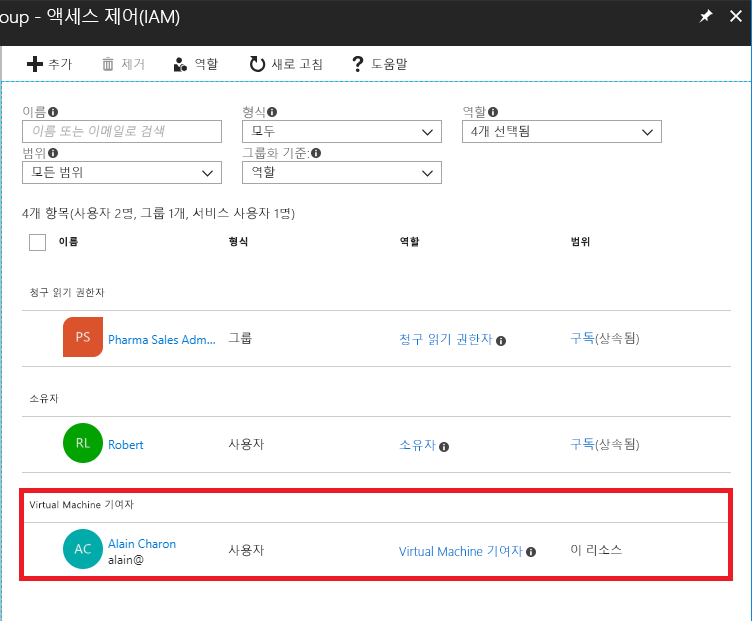 oup - 액세스 제어(IAM)
추가 제거 역할 새로 고침 도움말
이름 형식 역할
이름 또는 이메일로 검색 모두 4개 선택됨
범위 그룹화 기준:
모든 범위 역할
4개 항목(사용자 2명, 그룹 1개, 서비스 사용자 1명)
이름 형식 역할 범위
청구 읽기 권한자
PS Pharma Sales Adm... 그룹 청구 읽기 권한자 구독(상속됨)
소유자
RL Robert 사용자 소유자 구독(상속됨)
Virtual Machine 기여자
AC Alain Charon 사용자 Virtual Machine 기여자 이 리소스
alain@